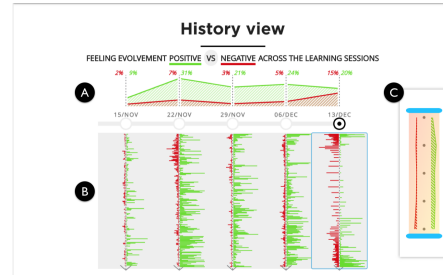 History view
FEELING EVOLVEMENT POSITIVE VS NEGATIVE ACROSS THE LEARNING SESSIONS
2% 9% 7% 31% 3% 21% 5% 24% 15% 20%
A
C
15/NOV 22/NOV 29/NOV 06/DEC 13/DEC
B